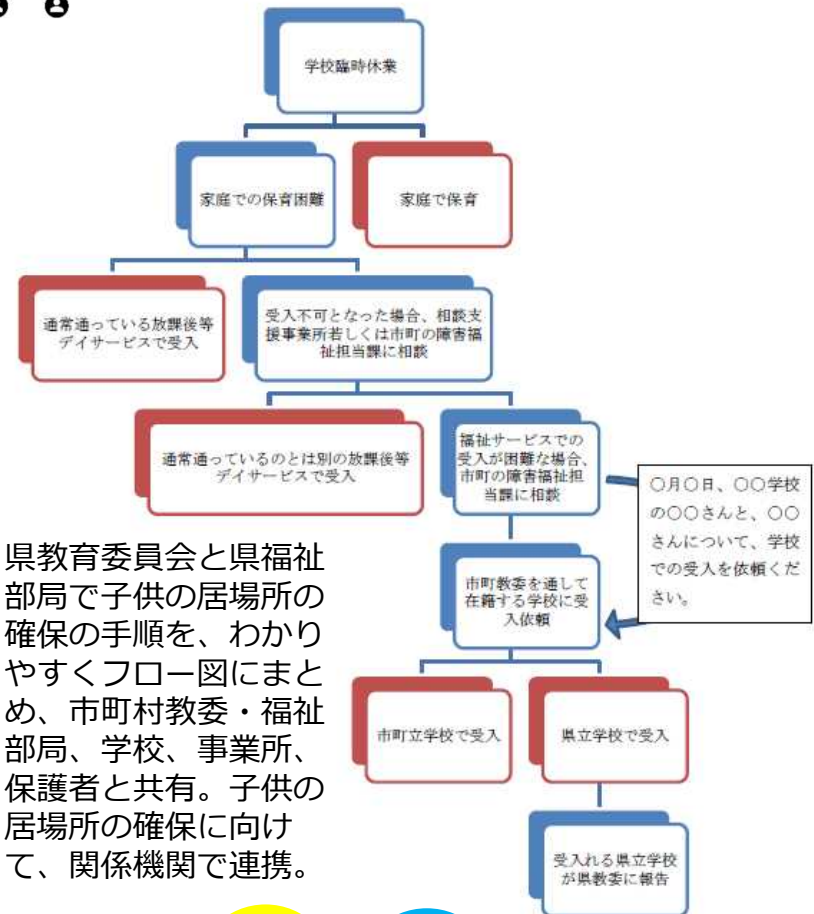 学校臨時休業
家庭での保育困難
家庭で保育
通常通っている放課後等
デイサービスで受入
受入不可となった場合、相談支
援事業所若しくは市町の障害福
祉担当課に相談
通常通っているのとは別の放課後等
デイサービスで受入
福祉サービスでの
受入が困難な場合、
市町の障害福祉担
当課に相談
〇月〇日、〇〇学校
の〇〇さんと、〇〇
さんについて、学校
での受入を依頼くだ
さい。
市町教委を通して
在籍する学校に受
入依頼
市町立学校で受入
県立学校で受入
受入れる県立学校
が県教委に報告
県教育委員会と県福祉
部局で子供の居場所の
確保の手順を、わかり
やすくフロー図にまと
め、市町村教委・福祉
部局、学校、事業所、
保護者と共有。子供の
居場所の確保に向け
て、関係機関で連携。